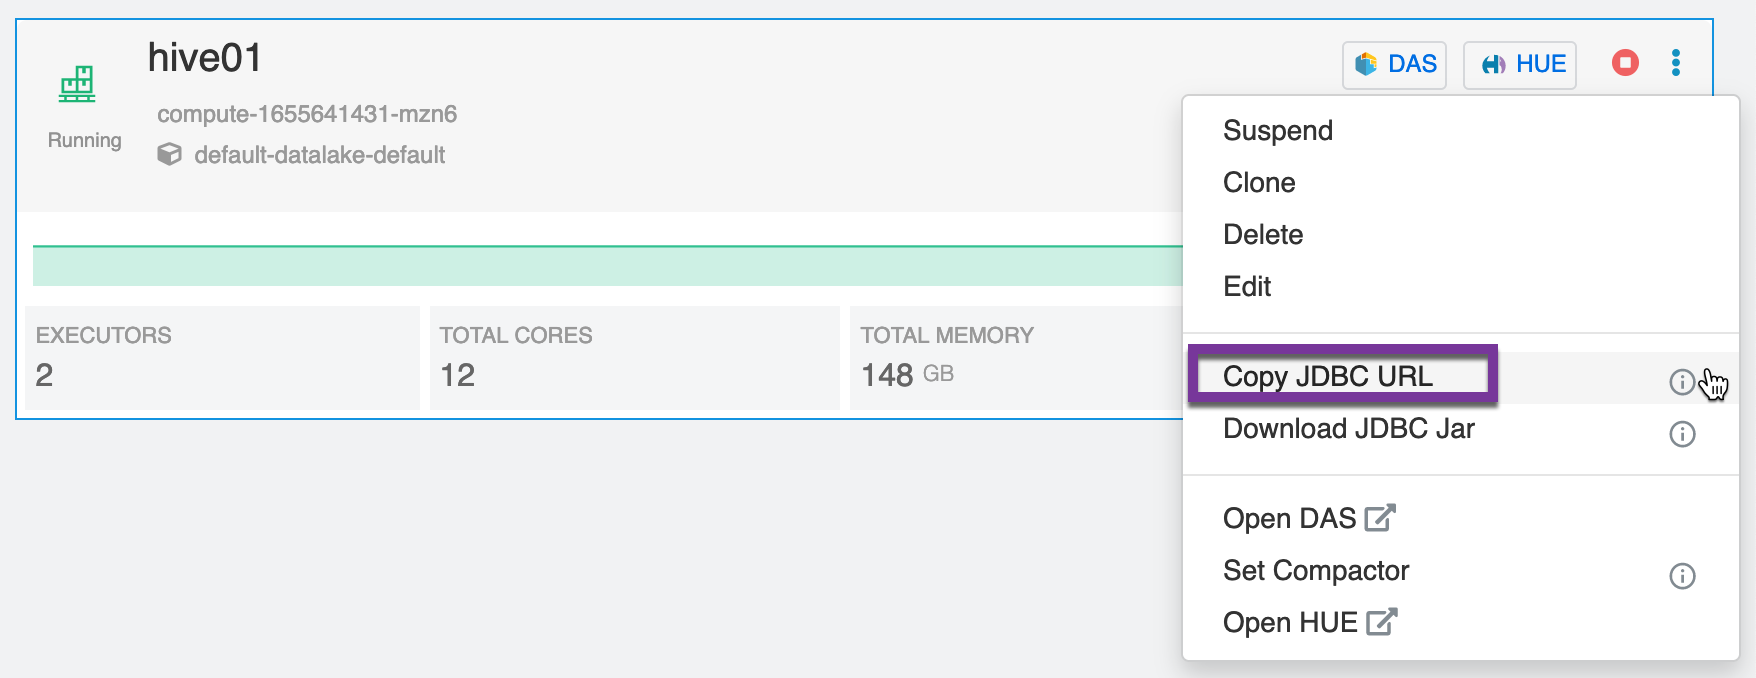 hive01
DAS
HUE
compute-1655641431-mzn6
Running
default-datalake-default
EXECUTORS
2
TOTAL CORES
12
TOTAL MEMORY
148 GB
Suspend
Clone
Delete
Edit
Copy JDBC URL
Download JDBC Jar
Open DAS
Set Compactor
Open HUE